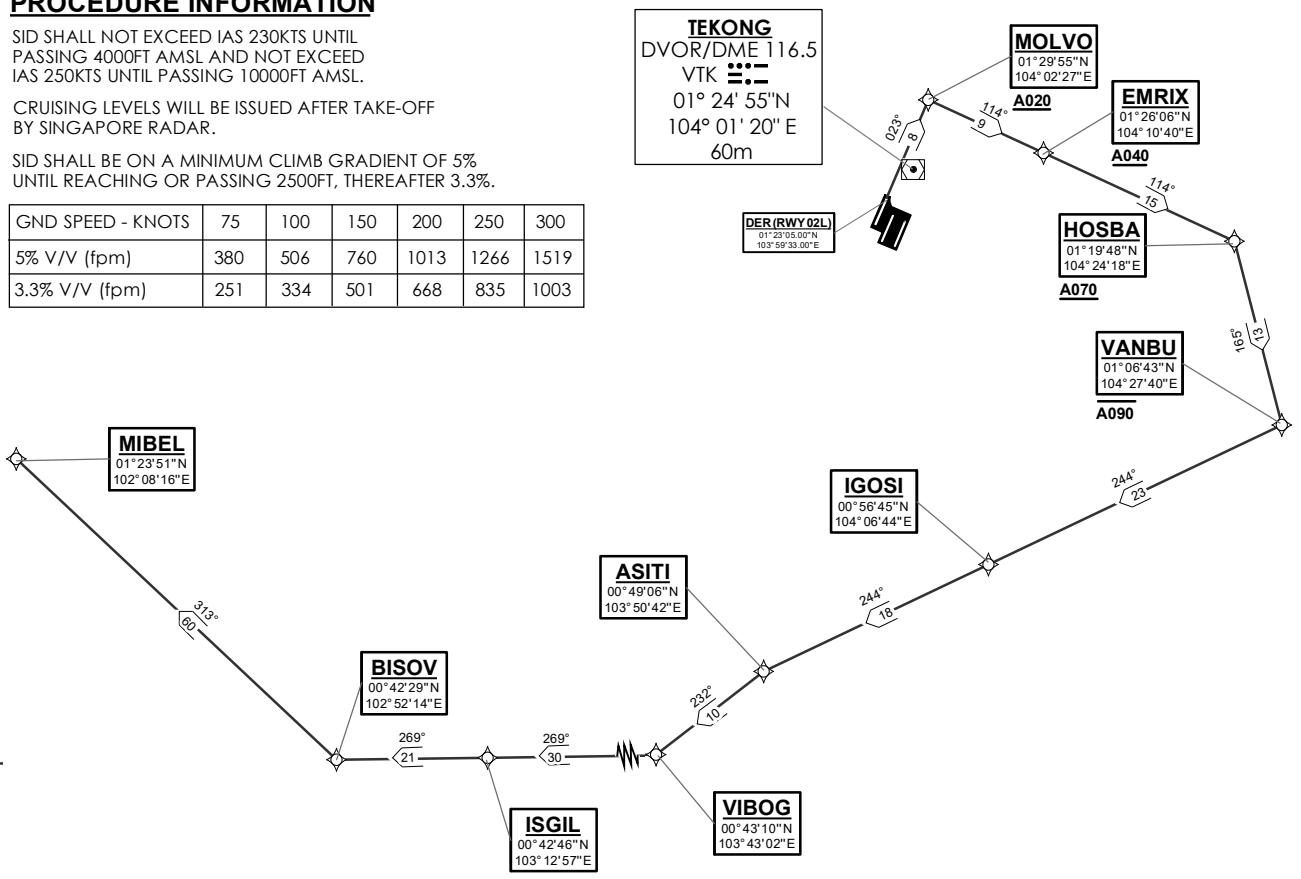 PROCEDURE INFORMATION
SID SHALL NOT EXCEED IAS 230KTS UNTIL
PASSING 4000FT AMSL AND NOT EXCEED
IAS 250KTS UNTIL PASSING 10000FT AMSL.
CRUISING LEVELS WILL BE ISSUED AFTER TAKE-OFF
BY SINGAPORE RADAR.
SID SHALL BE ON A MINIMUM CLIMB GRADIENT OF 5%
UNTIL REACHING OR PASSING 2500FT, THEREAFTER 3.3%.
GND SPEED - KNOTS 75 100 150 200 250 300
5% V/V (fpm) 380 506 760 1013 1266 1519
3.3% V/V (fpm) 251 334 501 668 835 1003
TEKONG
DVOR/DME 116.5
VTK
01° 24' 55"N
104° 01' 20" E
60m
DER (RWY 02L)
01°23'05.00"N
103°59'33.00"E
023°
8
MOLVO
01°29'55"N
104°02'27"E
A020
114°
9
EMRIX
01°26'06"N
104°10'40"E
A040
114°
15
HOSBA
01°19'48"N
104°24'18"E
A070
165°
13
VANBU
01°06'43"N
104°27'40"E
A090
244°
23
IGOSI
00°56'45"N
104°06'44"E
244°
18
ASITI
00°49'06"N
103°50'42"E
232°
10
VIBOG
00°43'10"N
103°43'02"E
269°
30
ISGIL
00°42'46"N
103°12'57"E
269°
21
BISOV
00°42'29"N
102°52'14"E
313°
60
MIBEL
01°23'51"N
102°08'16"E